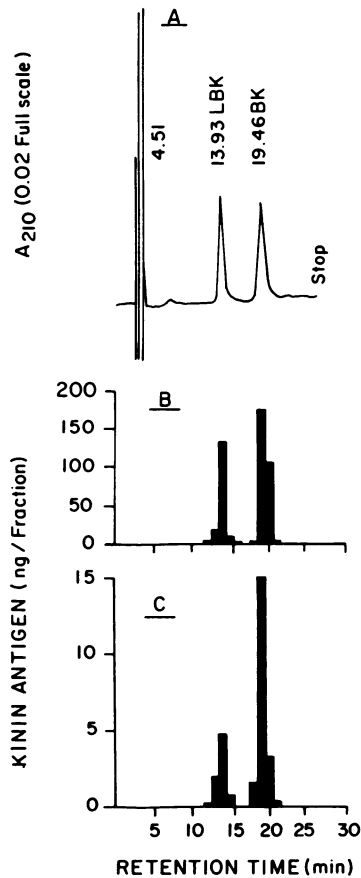 A
A210 (0.02 Full scale)
4.51
13.93 LBK
19.46 BK
Stop
B
200
150
100
50
0
KININ ANTIGEN (ng/Fraction)
C
15
10
5
0
5 10 15 20 25 30
RETENTION TIME (min)